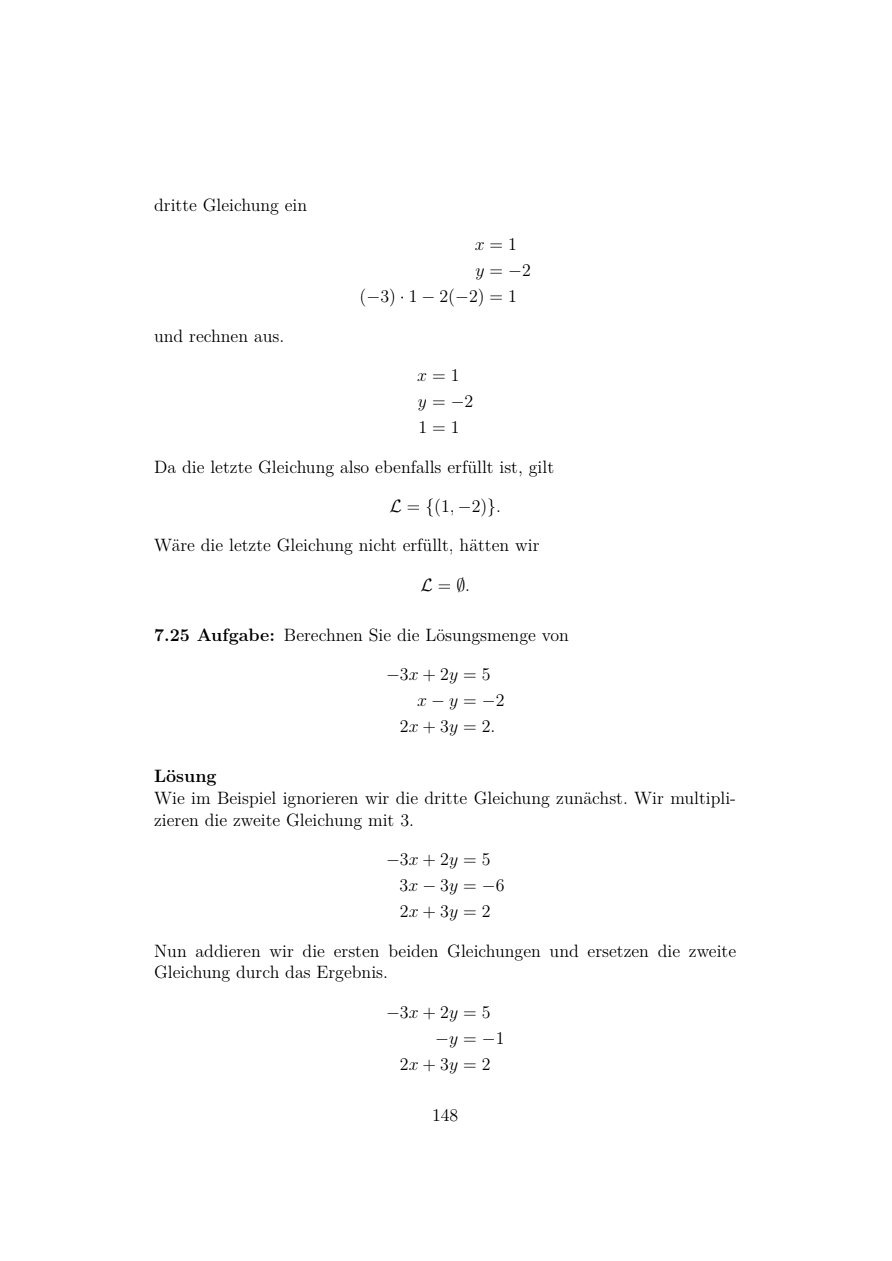 dritte Gleichung ein
x = 1
y = −2
(−3) · 1 − 2(−2) = 1
und rechnen aus.
x = 1
y = −2
1 = 1
Da die letzte Gleichung also ebenfalls erfüllt ist, gilt
ℒ = {(1, −2)}.
Wäre die letzte Gleichung nicht erfüllt, hätten wir
ℒ = ∅.
7.25 Aufgabe: Berechnen Sie die Lösungsmenge von
−3x + 2y = 5
x − y = −2
2x + 3y = 2.
Lösung
Wie im Beispiel ignorieren wir die dritte Gleichung zunächst. Wir multipli-
zieren die zweite Gleichung mit 3.
−3x + 2y = 5
3x − 3y = −6
2x + 3y = 2
Nun addieren wir die ersten beiden Gleichungen und ersetzen die zweite
Gleichung durch das Ergebnis.
−3x + 2y = 5
−y = −1
2x + 3y = 2
148